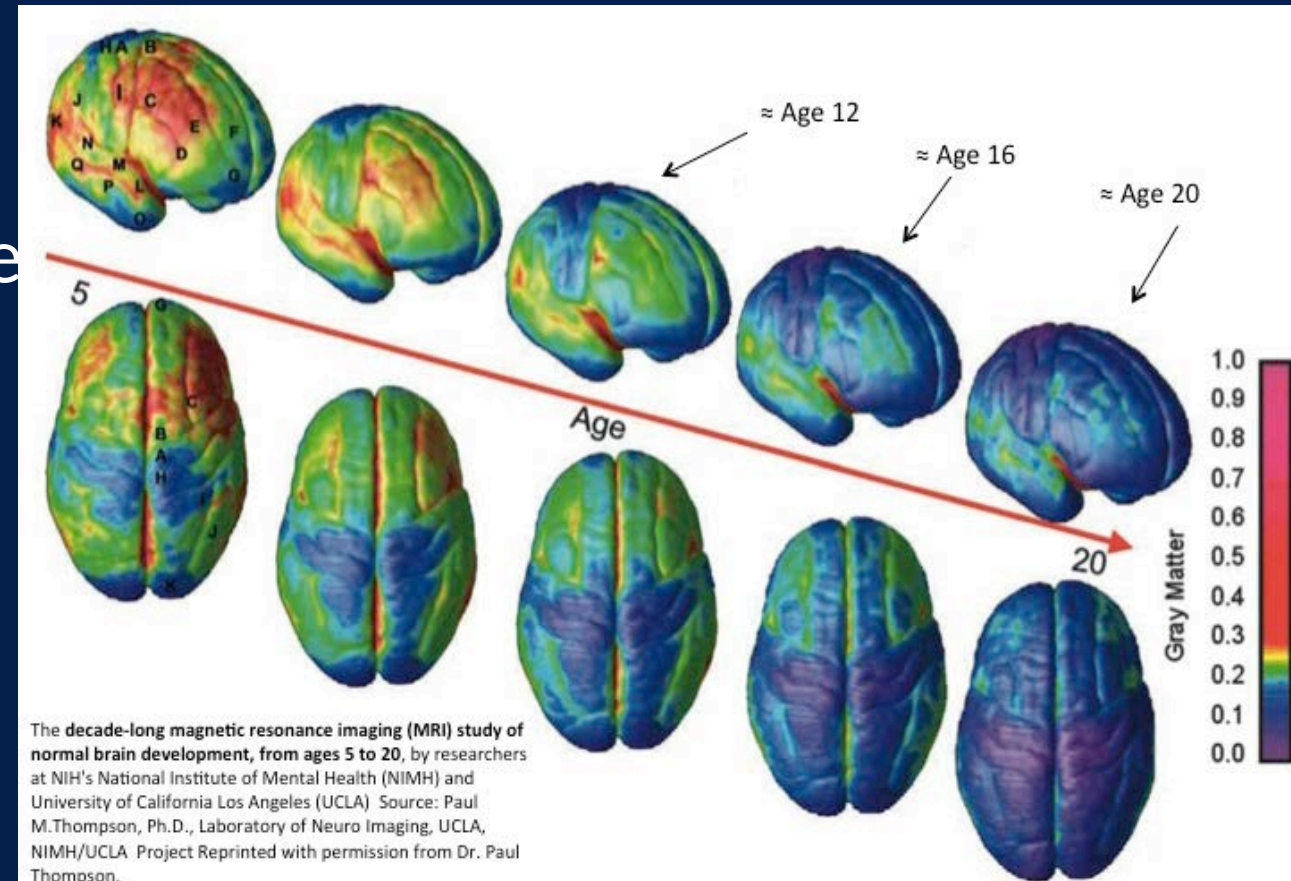 H A B
I
J
C
K
E
F
N
D
Q
M
G
P
L
O
≈ Age 12
≈ Age 16
≈ Age 20
e
5
G
C
B
A
H
I
J
K
Age
20
Gray Matter
1.0
0.9
0.8
0.7
0.6
0.5
0.4
0.3
0.2
0.1
0.0
The decade-long magnetic resonance imaging (MRI) study of
normal brain development, from ages 5 to 20, by researchers
at NIH's National Institute of Mental Health (NIMH) and
University of California Los Angeles (UCLA) Source: Paul
M.Thompson, Ph.D., Laboratory of Neuro Imaging, UCLA,
NIMH/UCLA Project Reprinted with permission from Dr. Paul
Thompson.